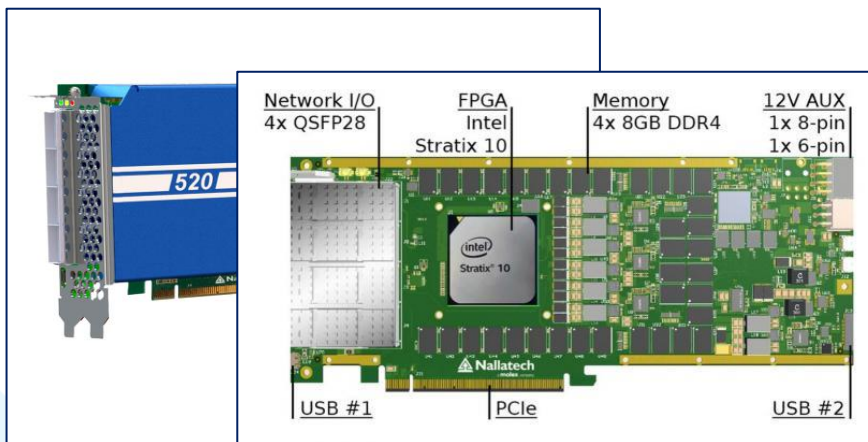 520
Network I/O
4x QSFP28
FPGA
Intel
Stratix 10
Memory
4x 8GB DDR4
12V AUX
1x 8-pin
1x 6-pin
intel
Stratix® 10
Nallatech
USB #1
PCIe
USB #2